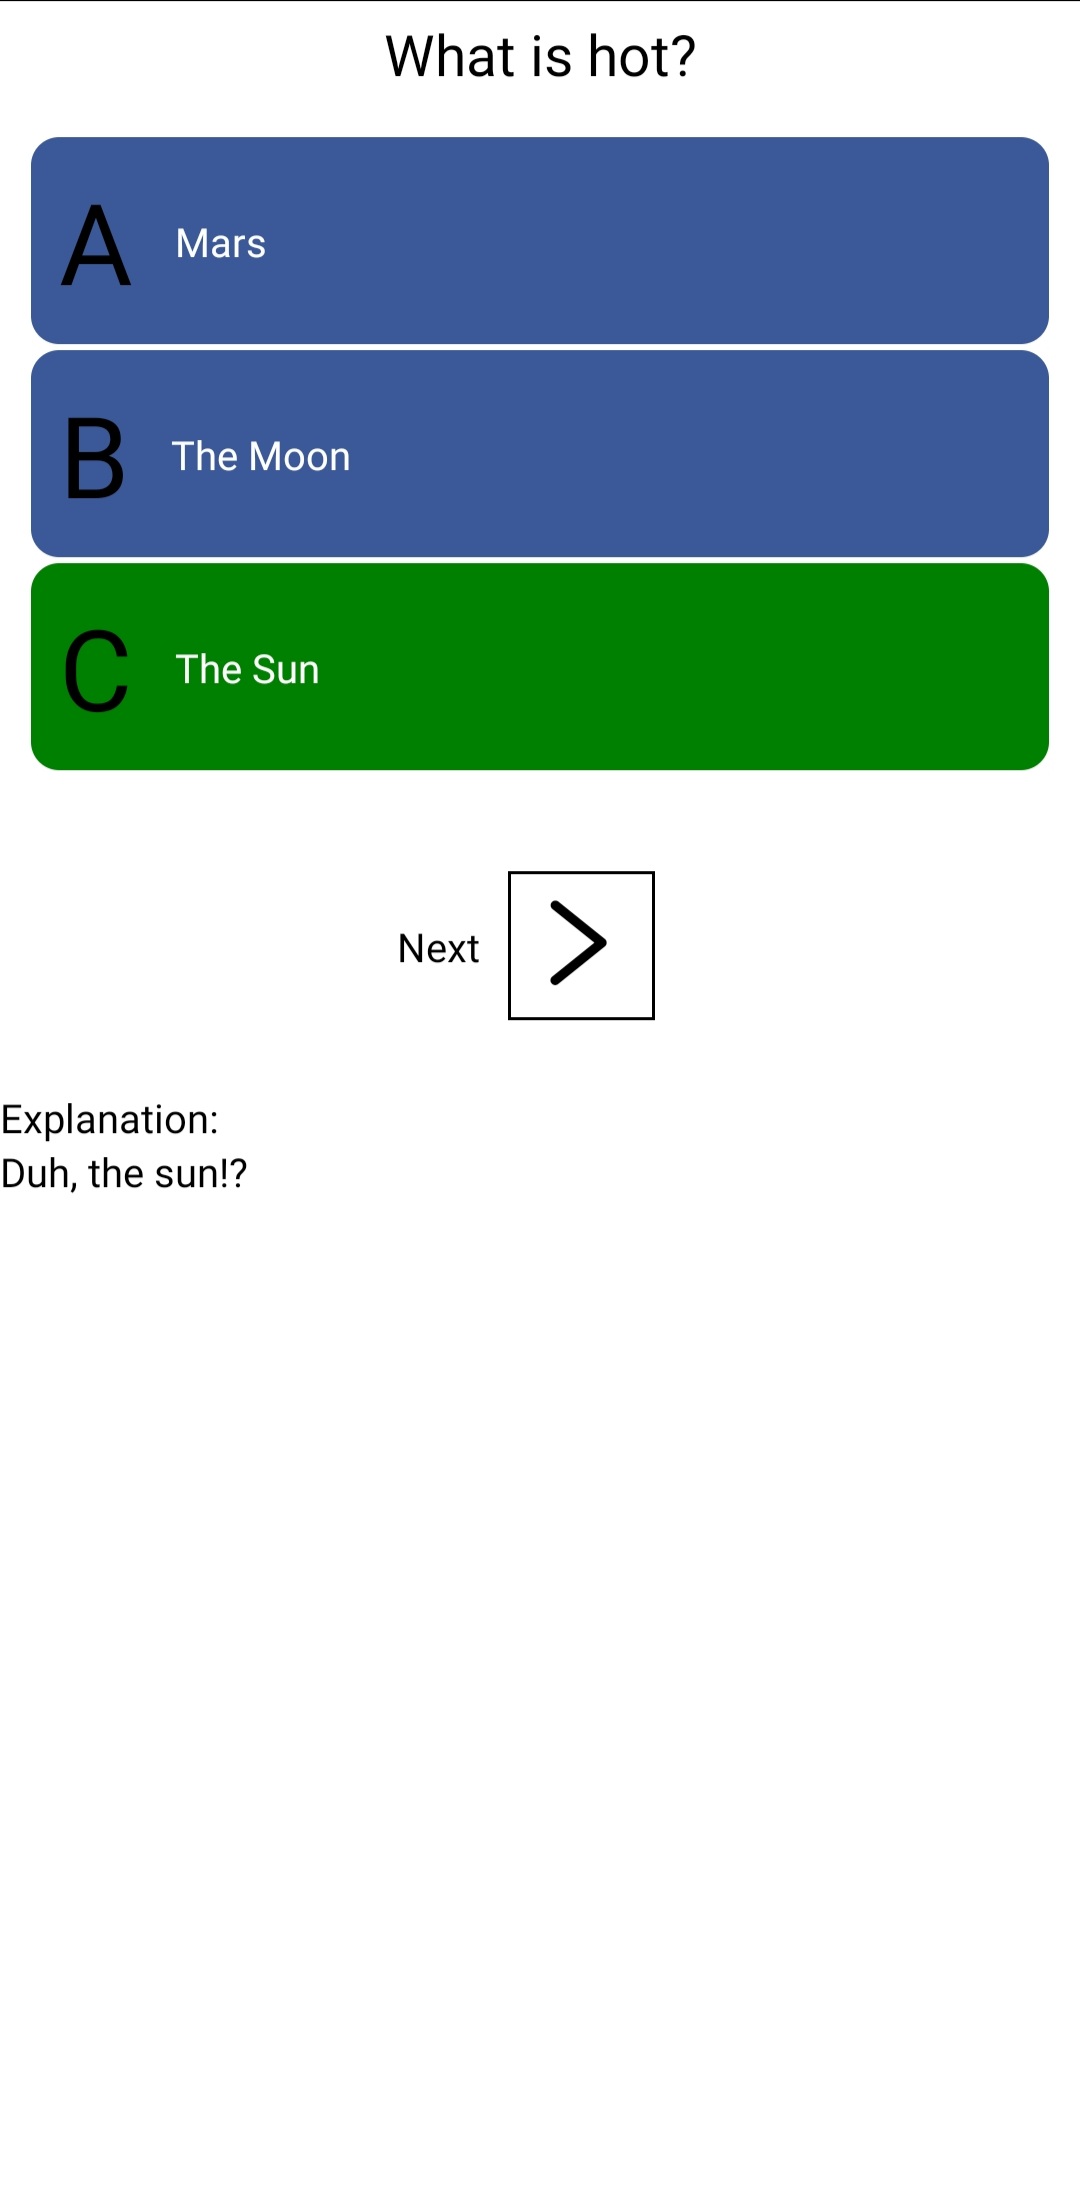 What is hot?
A Mars
B The Moon
C The Sun
Next
Explanation:
Duh, the sun!?